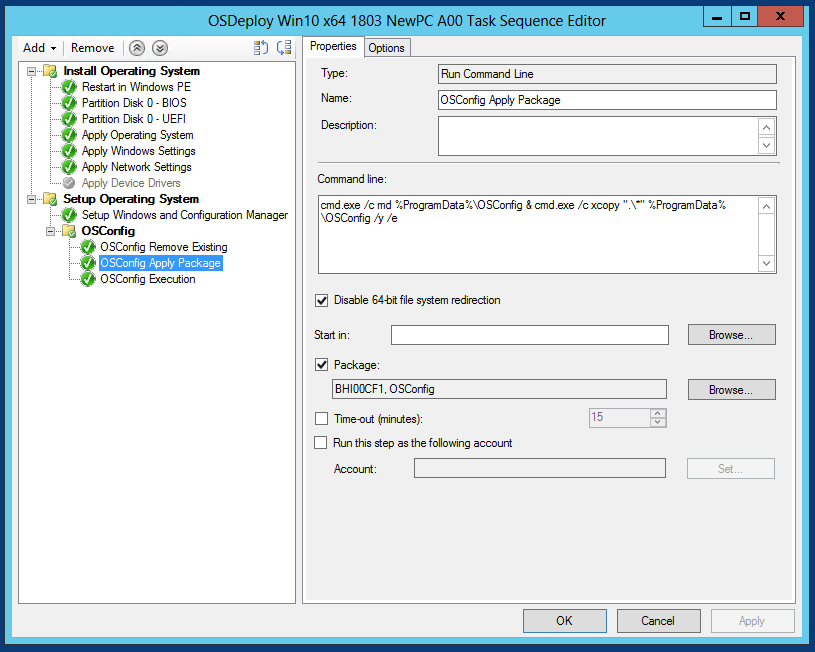 OSDeploy Win10 x64 1803 NewPC A00 Task Sequence Editor
Add
Remove
Install Operating System
Restart in Windows PE
Partition Disk 0 - BIOS
Partition Disk 0 - UEFI
Apply Operating System
Apply Windows Settings
Apply Network Settings
Apply Device Drivers
Setup Operating System
Setup Windows and Configuration Manager
OSConfig
OSConfig Remove Existing
OSConfig Apply Package
OSConfig Execution
Properties
Options
Type:
Run Command Line
Name:
OSConfig Apply Package
Description:
Command line:
cmd.exe /c md %ProgramData%\OSConfig & cmd.exe /c xcopy ".\*" %ProgramData%
\OSConfig /y /e
Disable 64-bit file system redirection
Start in:
Browse...
Package:
BHI00CF1, OSConfig
Browse...
Time-out (minutes):
15
Run this step as the following account
Account:
Set...
OK
Cancel
Apply